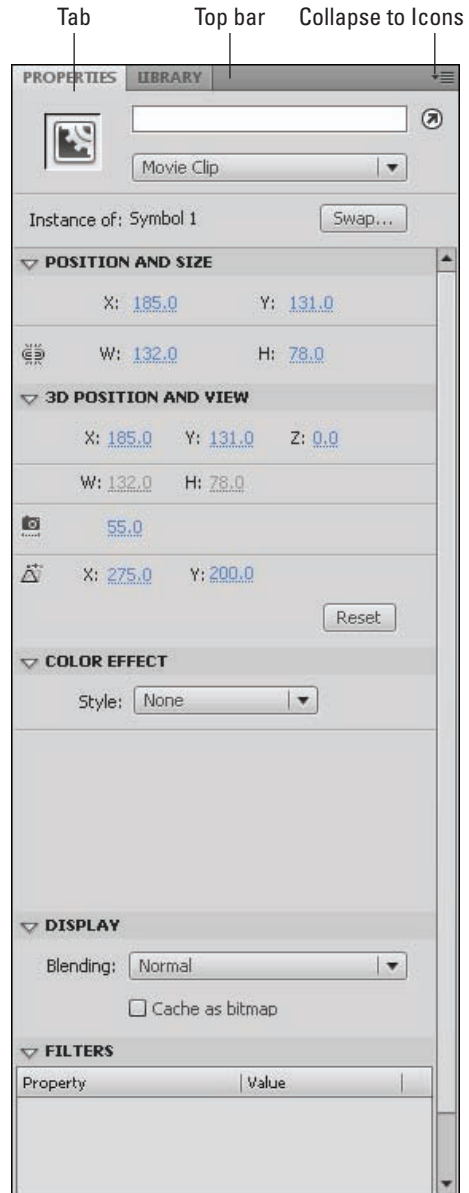 Tab Top bar Collapse to Icons
PROPERTIES LIBRARY
Movie Clip
Instance of: Symbol 1 Swap...
POSITION AND SIZE
X: 185.0 Y: 131.0
W: 132.0 H: 78.0
3D POSITION AND VIEW
X: 185.0 Y: 131.0 Z: 0.0
W: 132.0 H: 78.0
55.0
X: 275.0 Y: 200.0
Reset
COLOR EFFECT
Style: None
DISPLAY
Blending: Normal
Cache as bitmap
FILTERS
Property Value